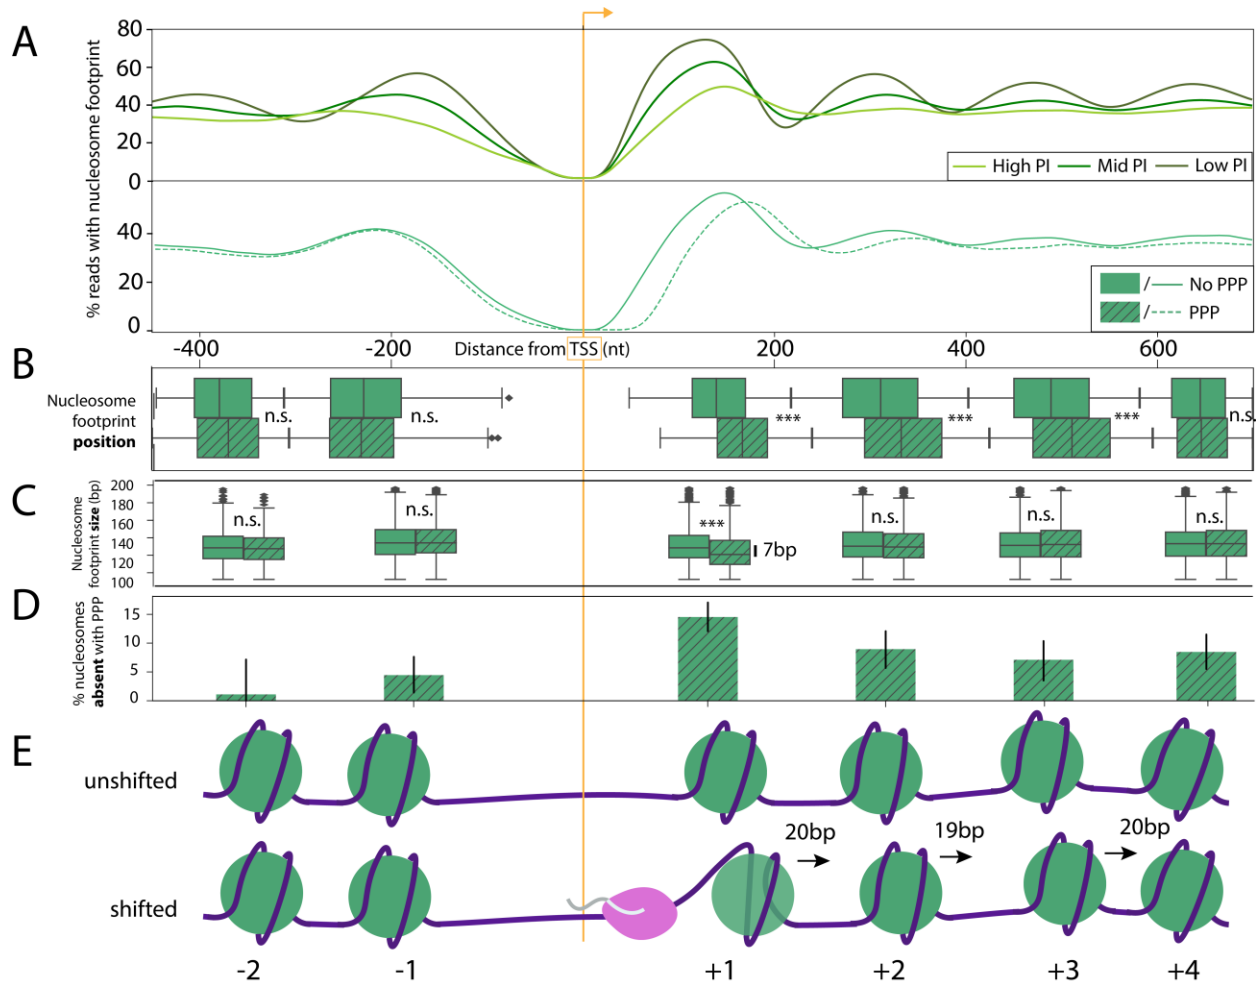 A
% reads with nucleosome footprint
80
60
40
20
0
High PI Mid PI Low PI
40
20
0
/ No PPP
/ PPP
-400 -200 Distance from TSS (nt) 200 400 600
B
Nucleosome
footprint
position
n.s. n.s. *** *** *** n.s.
C
Nucleosome
footprint size (bp)
200
180
160
140
120
100
n.s. n.s. *** n.s. n.s. n.s.
7bp
D
% nucleosomes
absent with PPP
15
10
5
0
E
unshifted
20bp 19bp 20bp
shifted
-2 -1 +1 +2 +3 +4